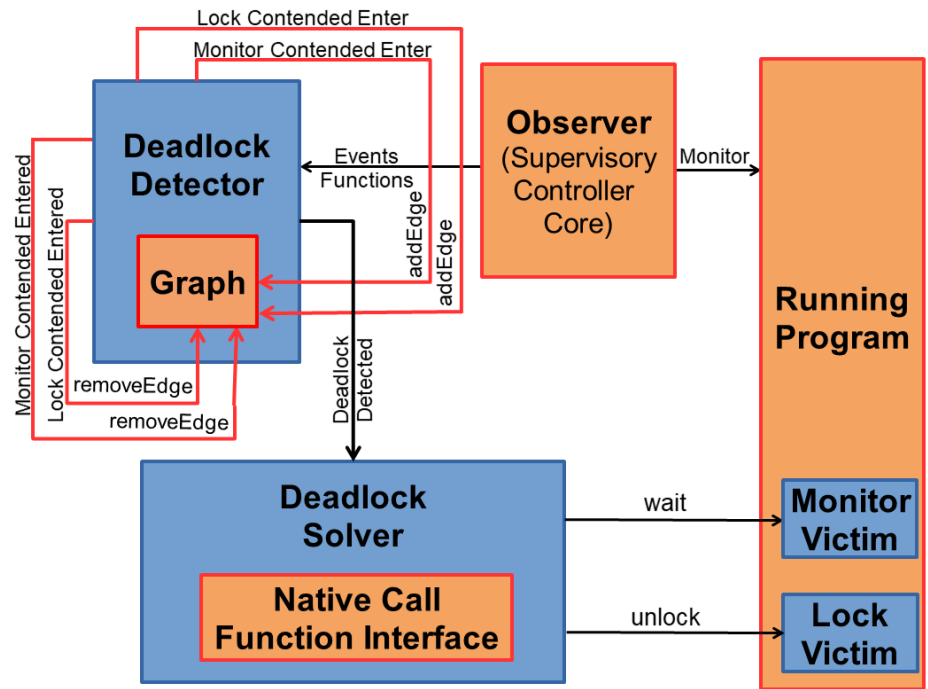 Lock Contended Enter
Monitor Contended Enter
Deadlock
Detector
Graph
Monitor Contended Entered
Lock Contended Entered
removeEdge
removeEdge
Events
Functions
addEdge
addEdge
Deadlock
Detected
Observer
(Supervisory
Controller
Core)
Monitor
Running
Program
Deadlock
Solver
Native Call
Function Interface
wait
unlock
Monitor
Victim
Lock
Victim